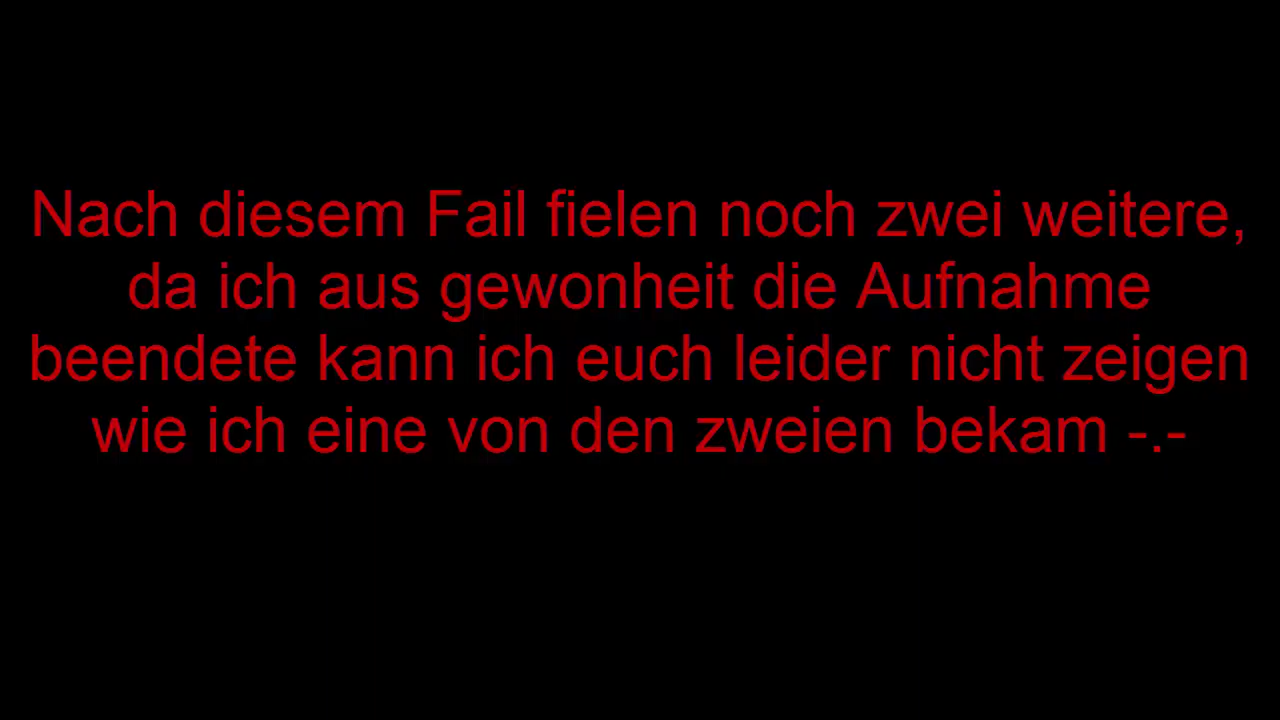 Nach diesem Fail fielen noch zwei weitere,
da ich aus gewonheit die Aufnahme
beendete kann ich euch leider nicht zeigen
wie ich eine von den zweien bekam -.-